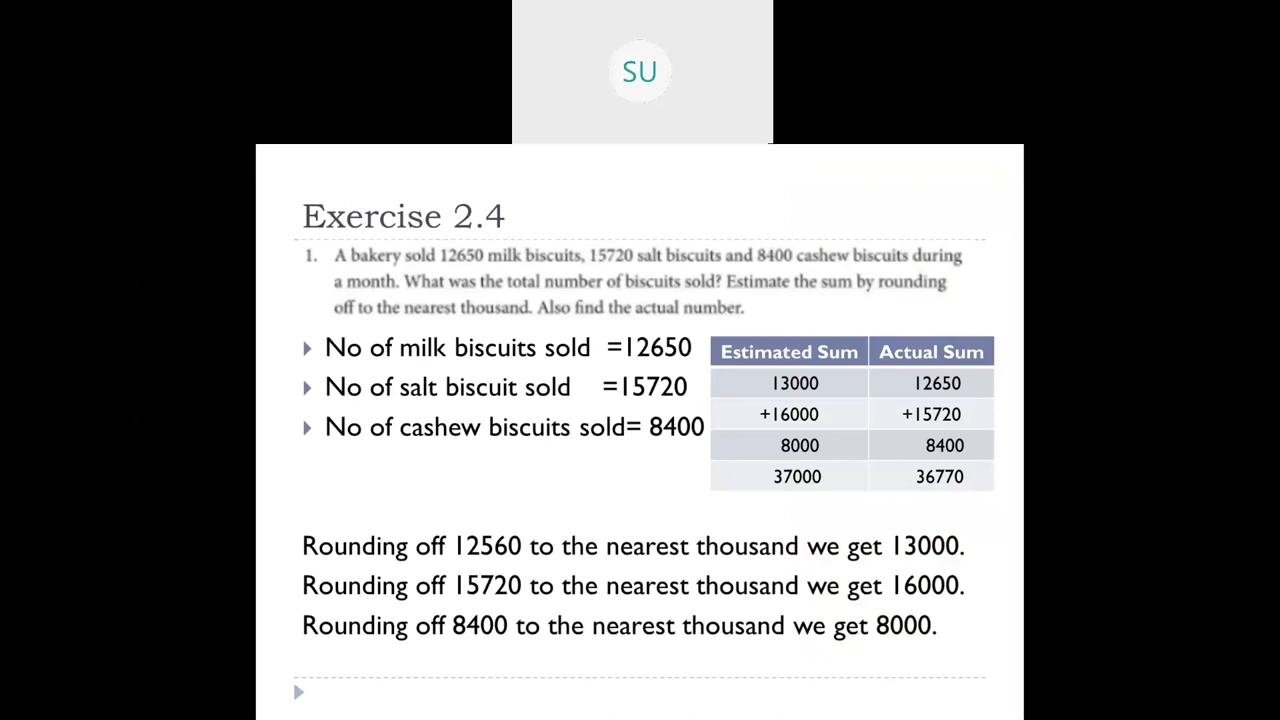 SU
Exercise 2.4
1. A bakery sold 12650 milk biscuits, 15720 salt biscuits and 8400 cashew biscuits during
a month. What was the total number of biscuits sold? Estimate the sum by rounding
off to the nearest thousand. Also find the actual number.
No of milk biscuits sold =12650
No of salt biscuit sold =15720
No of cashew biscuits sold= 8400
Estimated Sum Actual Sum
13000 12650
+16000 +15720
8000 8400
37000 36770
Rounding off 12560 to the nearest thousand we get 13000.
Rounding off 15720 to the nearest thousand we get 16000.
Rounding off 8400 to the nearest thousand we get 8000.